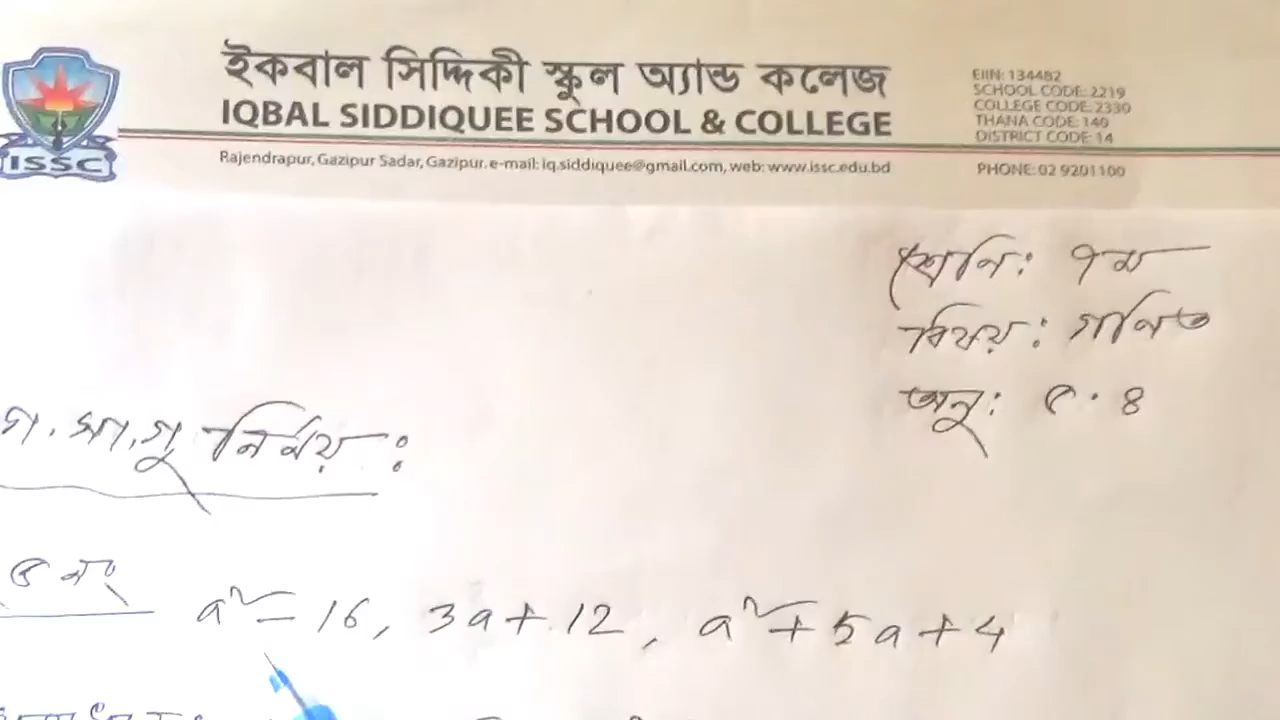 ইকবাল সিদ্দিকী স্কুল অ্যান্ড কলেজ
IQBAL SIDDIQUEE SCHOOL & COLLEGE
Rajendrapur, Gazipur Sadar, Gazipur. e-mail: iq.siddiquee@gmail.com, web: www.issc.edu.bd
ISSC
EIIN: 134482
SCHOOL CODE: 2219
COLLEGE CODE: 2330
THANA CODE: 140
DISTRICT CODE: 14
PHONE: 02 9201100
শ্রেনি: ৭ম
বিষয়: গনিত
অনু: ৫.৪
গ.সা.গু নির্ণয়:
৫ নং
a² - 16, 3a + 12, a² + 5a + 4